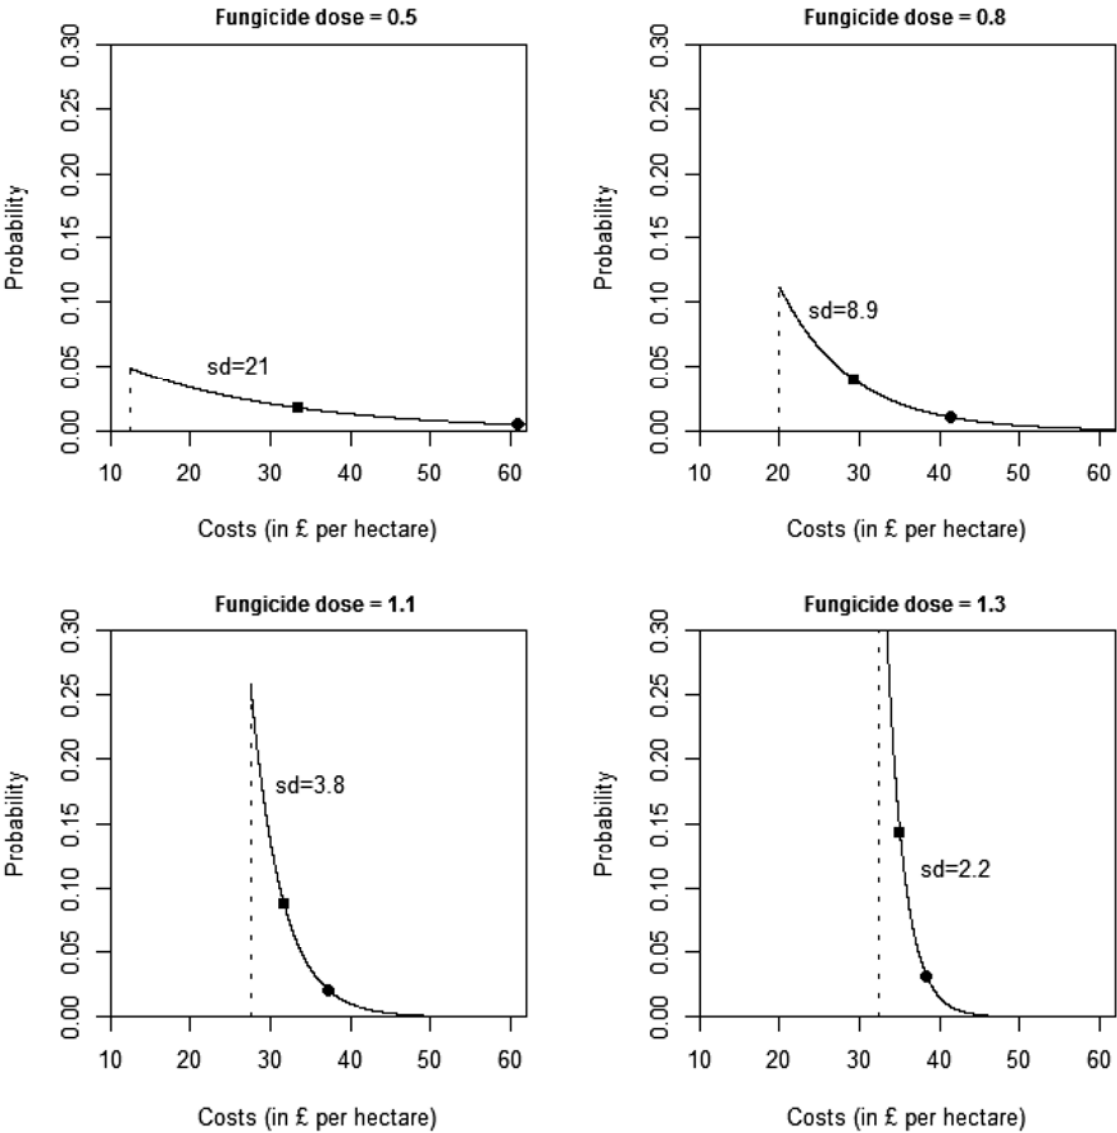 Fungicide dose = 0.5
Probability
0.30
0.25
0.20
0.15
0.10
0.05
0.00
sd=21
10 20 30 40 50 60
Costs (in £ per hectare)
Fungicide dose = 0.8
Probability
0.30
0.25
0.20
0.15
0.10
0.05
0.00
sd=8.9
10 20 30 40 50 60
Costs (in £ per hectare)
Fungicide dose = 1.1
Probability
0.30
0.25
0.20
0.15
0.10
0.05
0.00
sd=3.8
10 20 30 40 50 60
Costs (in £ per hectare)
Fungicide dose = 1.3
Probability
0.30
0.25
0.20
0.15
0.10
0.05
0.00
sd=2.2
10 20 30 40 50 60
Costs (in £ per hectare)